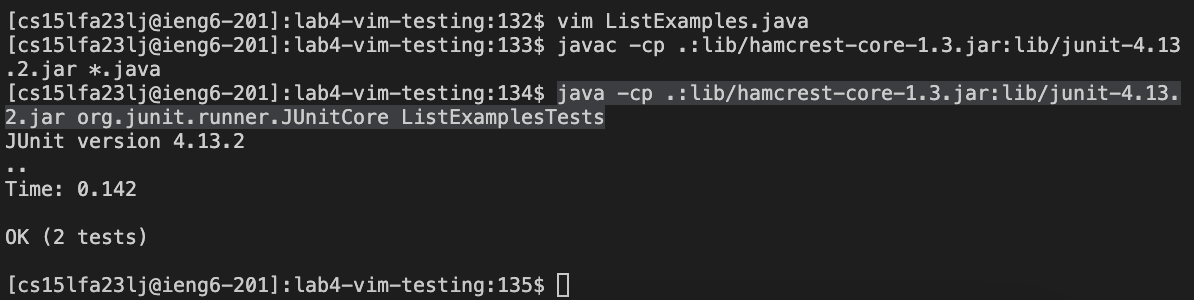 [cs15lfa23lj@ieng6-201]:lab4-vim-testing:132$ vim ListExamples.java
[cs15lfa23lj@ieng6-201]:lab4-vim-testing:133$ javac -cp .:lib/hamcrest-core-1.3.jar:lib/junit-4.13
.2.jar *.java
[cs15lfa23lj@ieng6-201]:lab4-vim-testing:134$ java -cp .:lib/hamcrest-core-1.3.jar:lib/junit-4.13.
2.jar org.junit.runner.JUnitCore ListExamplesTests
JUnit version 4.13.2
..
Time: 0.142
OK (2 tests)
[cs15lfa23lj@ieng6-201]:lab4-vim-testing:135$